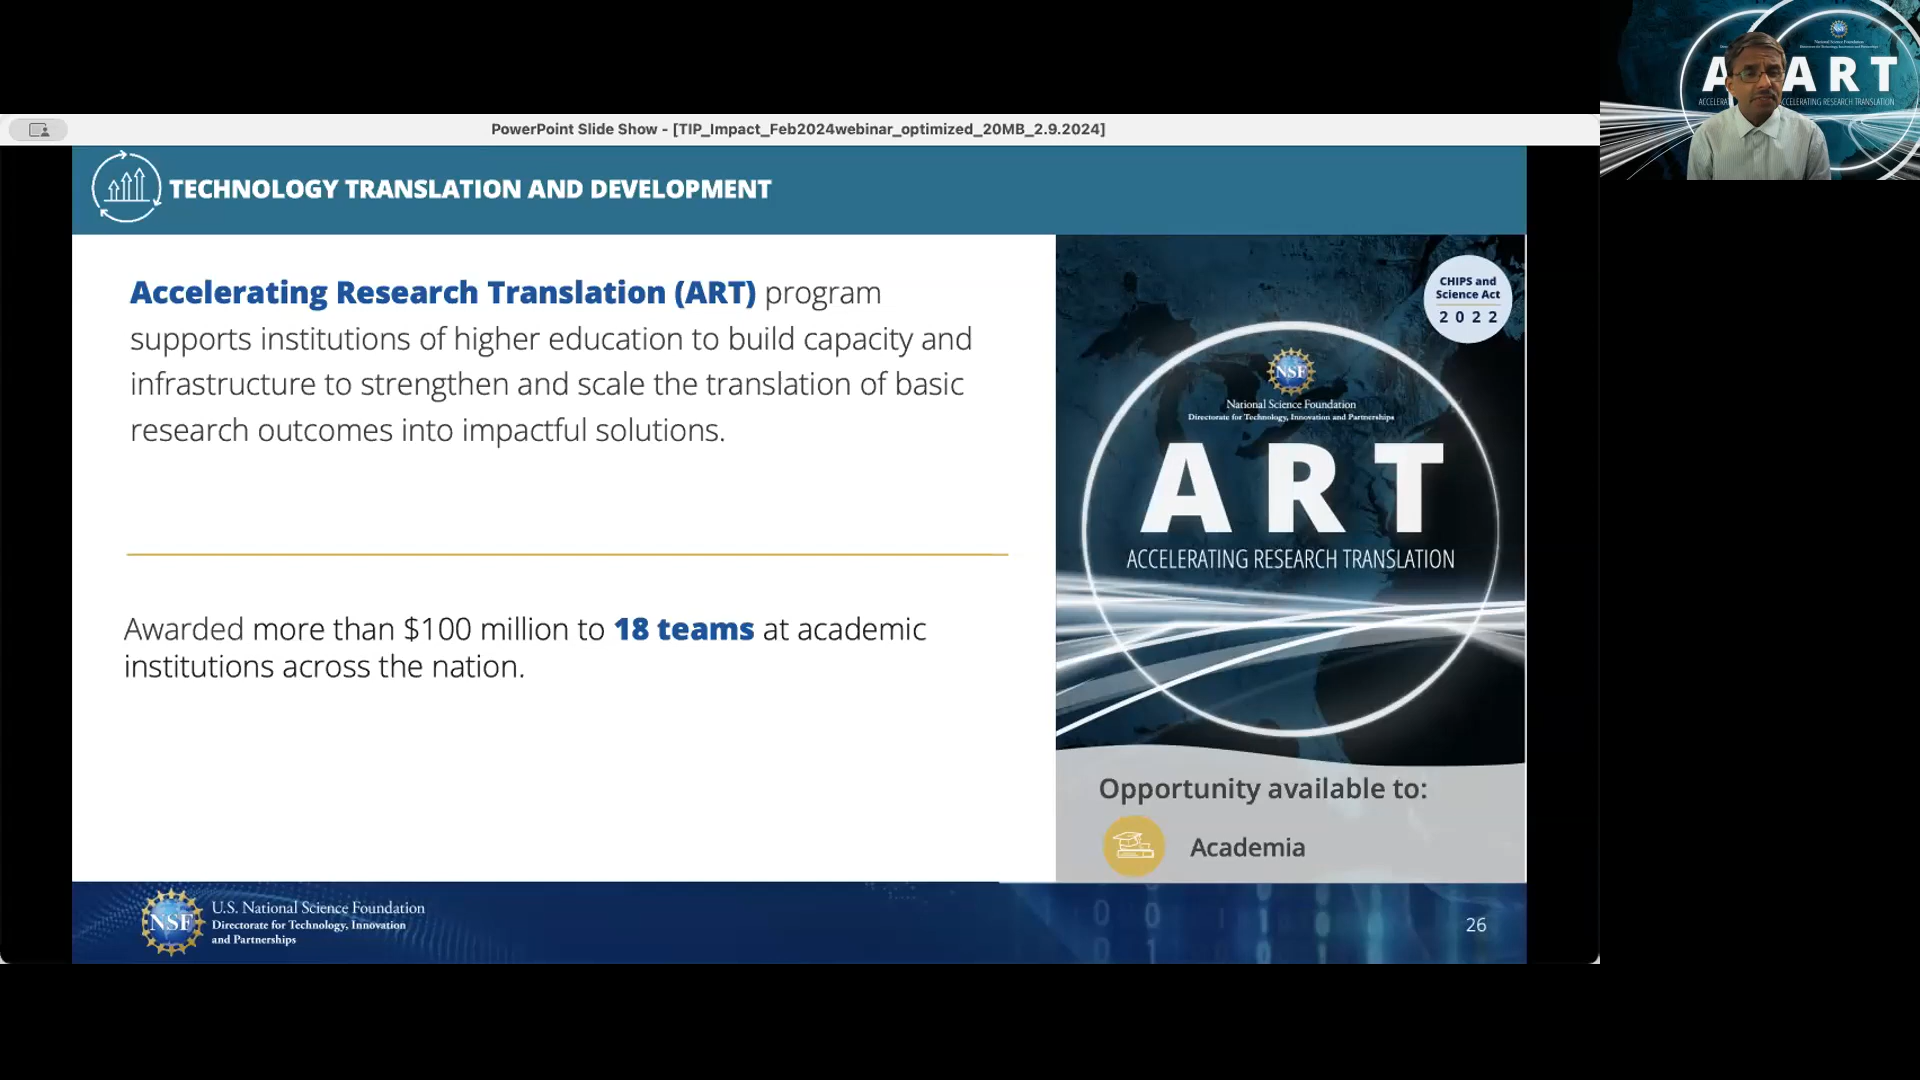 PowerPoint Slide Show - [TIP_Impact_Feb2024webinar_optimized_20MB_2.9.2024]
TECHNOLOGY TRANSLATION AND DEVELOPMENT
Accelerating Research Translation (ART) program
supports institutions of higher education to build capacity and
infrastructure to strengthen and scale the translation of basic
research outcomes into impactful solutions.
Awarded more than $100 million to 18 teams at academic
institutions across the nation.
CHIPS and
Science Act
2022
NSF
National Science Foundation
Directorate for Technology, Innovation and Partnerships
ART
ACCELERATING RESEARCH TRANSLATION
Opportunity available to:
Academia
NSF
U.S. National Science Foundation
Directorate for Technology, Innovation
and Partnerships
26
A ART
ACCELERATING RESEARCH TRANSLATION